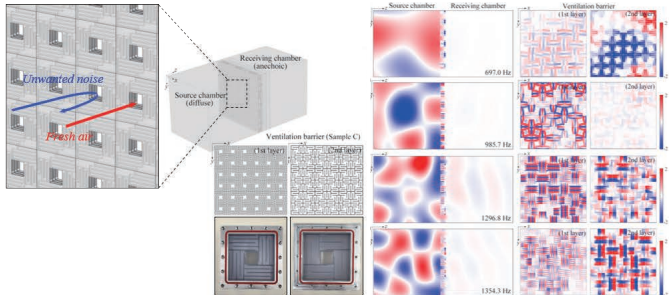 Unwanted noise
Fresh air
Receiving chamber
(anechoic)
Source chamber
(diffuse)
Ventilation barrier (Sample C)
(1st layer)
(2nd layer)
Source chamber
Receiving chamber
Ventilation barrier
(1st layer)
(2nd layer)
697.0 Hz
(1st layer)
(2nd layer)
985.7 Hz
(1st layer)
(2nd layer)
1296.8 Hz
(1st layer)
(2nd layer)
1354.3 Hz